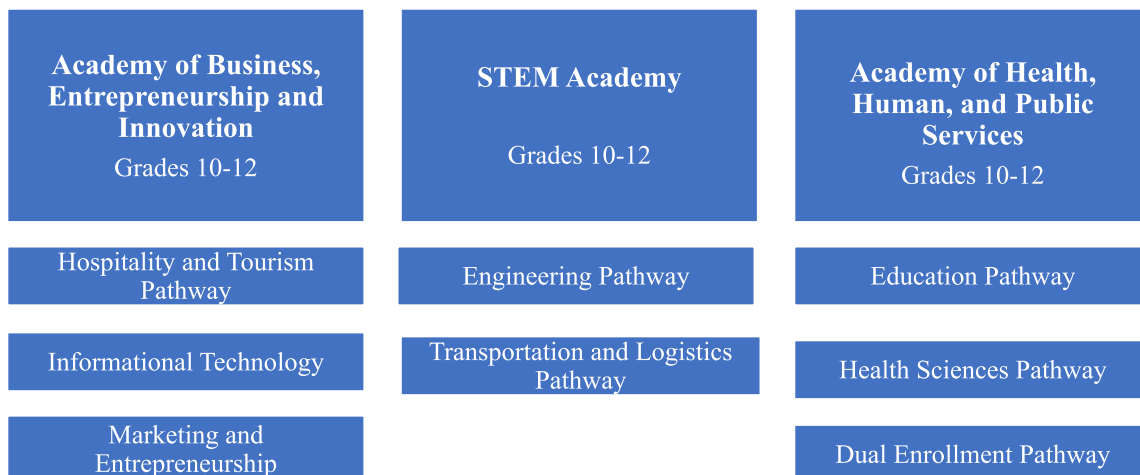 Academy of Business,
Entrepreneurship and
Innovation
Grades 10-12
Hospitality and Tourism
Pathway
Informational Technology
Marketing and
Entrepreneurship
STEM Academy
Grades 10-12
Engineering Pathway
Transportation and Logistics
Pathway
Academy of Health,
Human, and Public
Services
Grades 10-12
Education Pathway
Health Sciences Pathway
Dual Enrollment Pathway